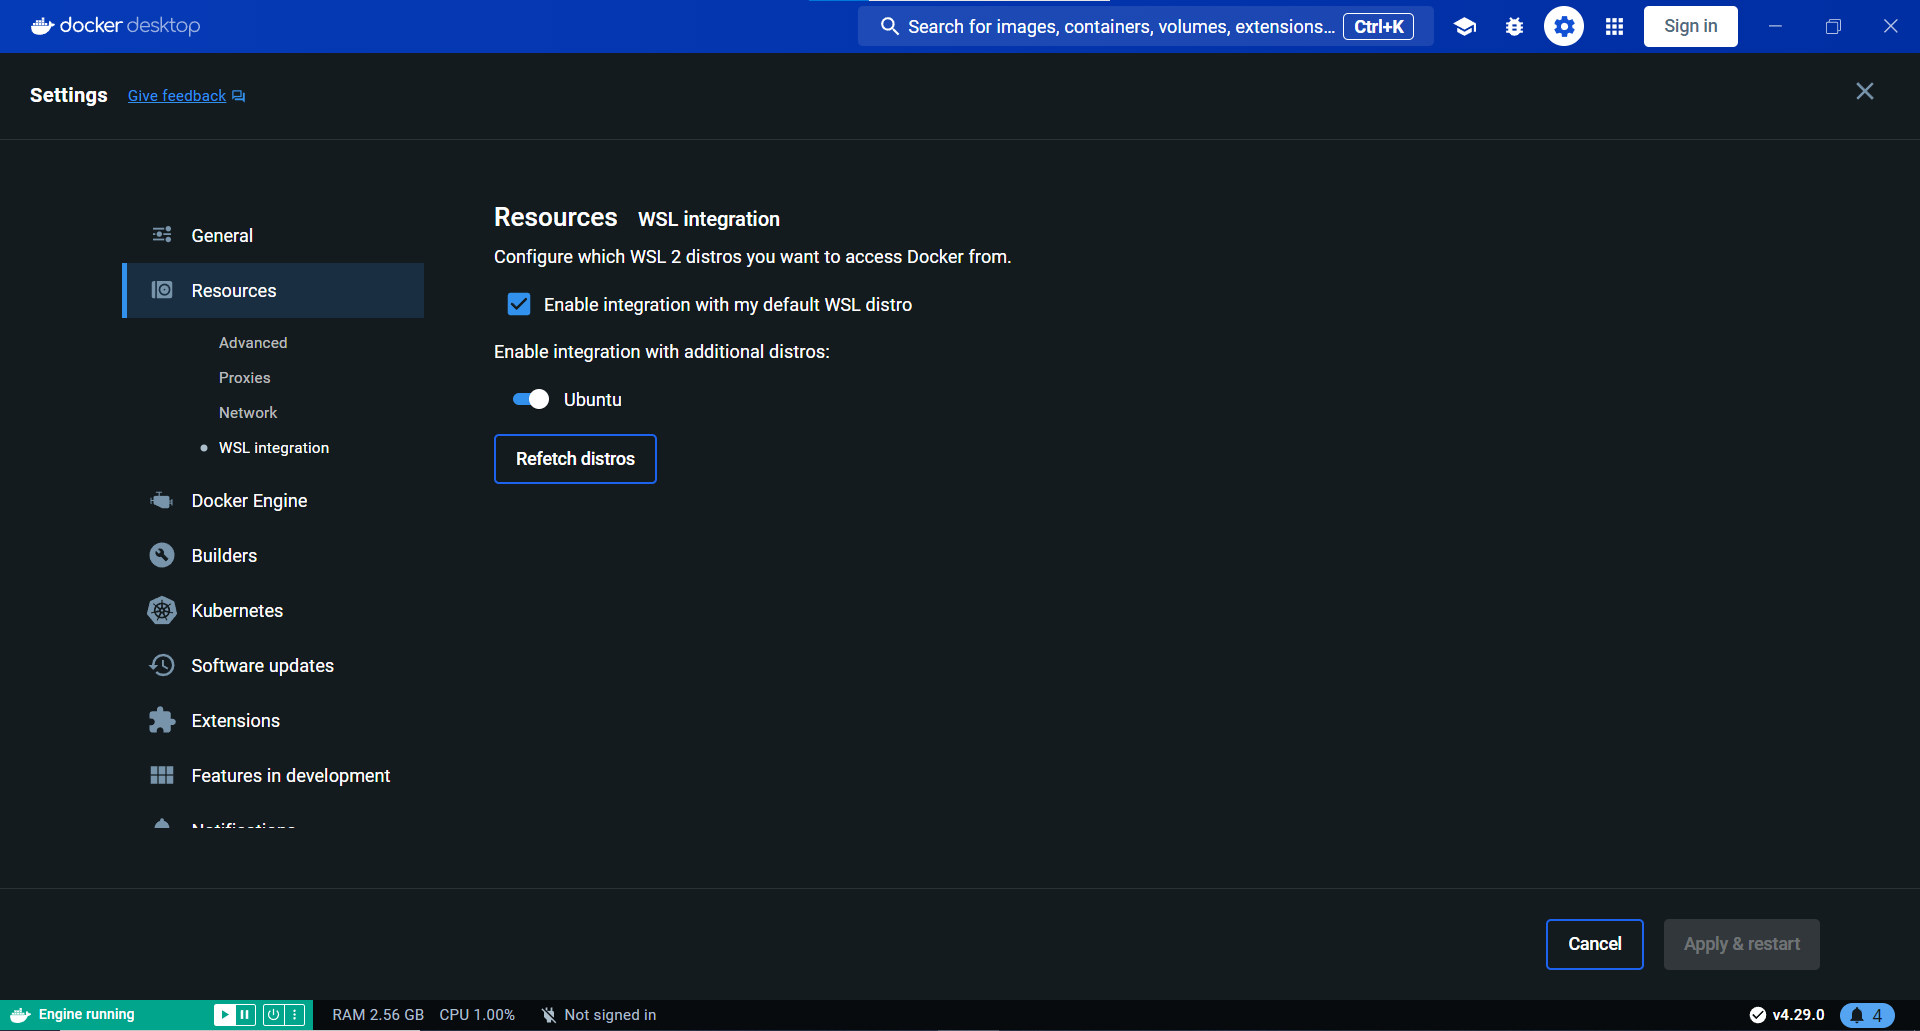 docker desktop
Search for images, containers, volumes, extensions... Ctrl+K
Sign in
Settings Give feedback
General
Resources
Advanced
Proxies
Network
WSL integration
Docker Engine
Builders
Kubernetes
Software updates
Extensions
Features in development
Notifications
Resources WSL integration
Configure which WSL 2 distros you want to access Docker from.
Enable integration with my default WSL distro
Enable integration with additional distros:
Ubuntu
Refetch distros
Cancel
Apply & restart
Engine running
RAM 2.56 GB CPU 1.00% Not signed in
v4.29.0
4